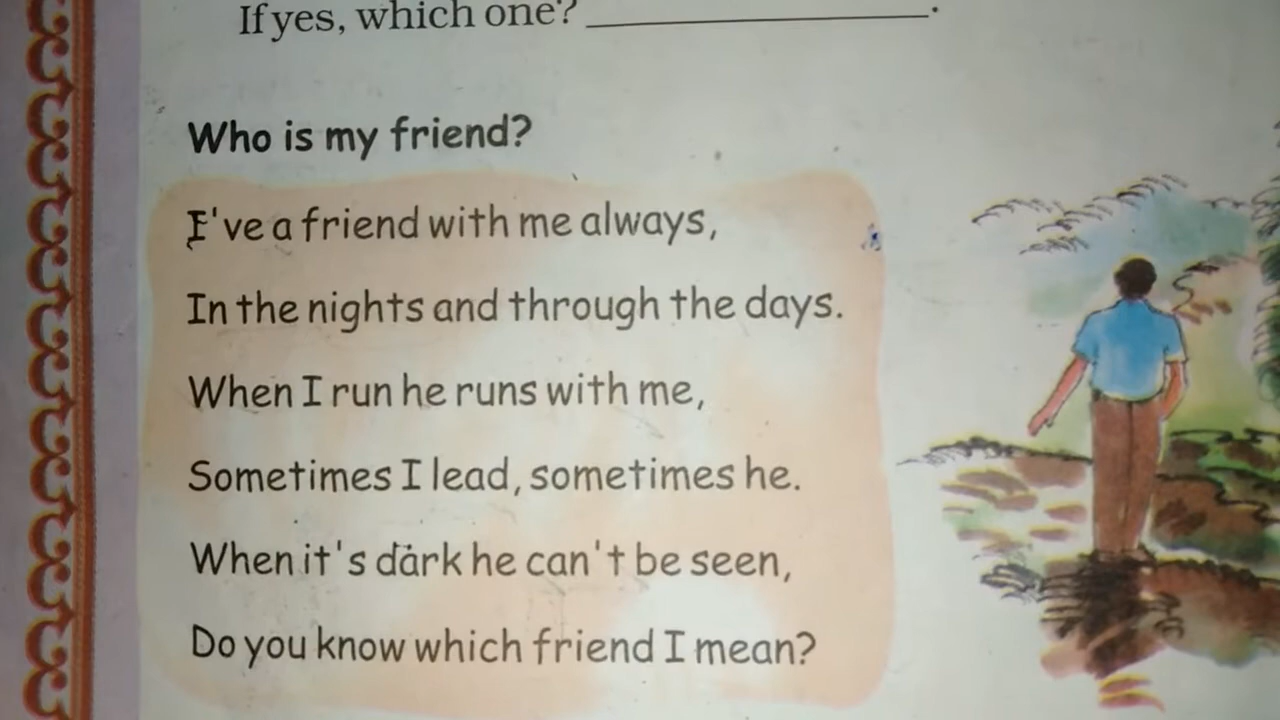 If yes, which one? ____________________.
Who is my friend?
I've a friend with me always,
In the nights and through the days.
When I run he runs with me,
Sometimes I lead, sometimes he.
When it's dark he can't be seen,
Do you know which friend I mean?